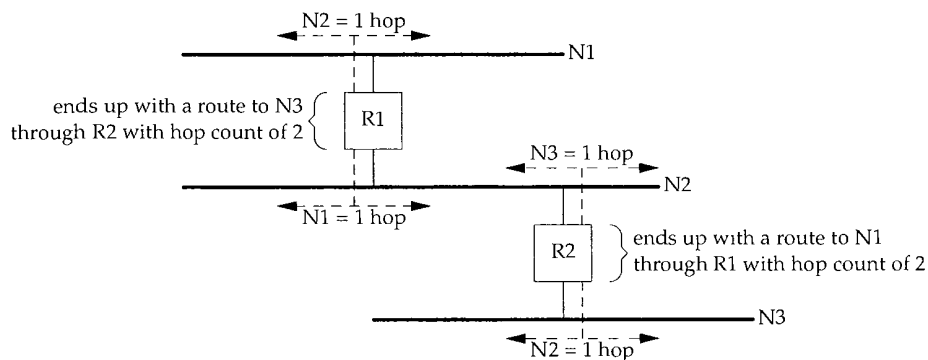 N2 = 1 hop
N1
ends up with a route to N3
through R2 with hop count of 2
R1
N3 = 1 hop
N2
N1 = 1 hop
R2
ends up with a route to N1
through R1 with hop count of 2
N3
N2 = 1 hop